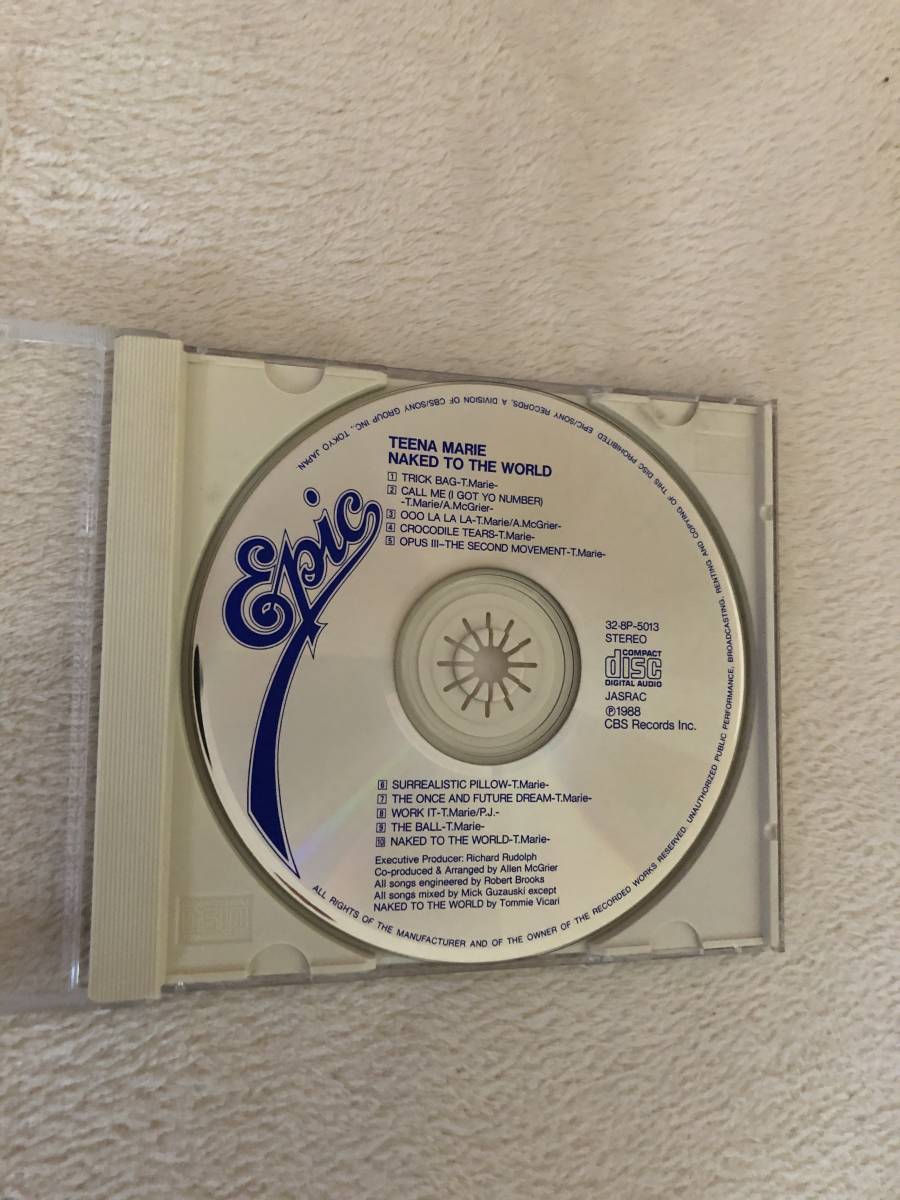 TEENA MARIE
NAKED TO THE WORLD
1 TRICK BAG-T.Marie-
2 CALL ME (I GOT YO NUMBER)
-T.Marie/A.McGrier-
3 OOO LA LA LA-T.Marie/A.McGrier-
4 CROCODILE TEARS-T.Marie-
5 OPUS III-THE SECOND MOVEMENT-T.Marie-
Epic
32·8P-5013
STEREO
COMPACT
disc
DIGITAL AUDIO
JASRAC
℗1988
CBS Records Inc.
6 SURREALISTIC PILLOW-T.Marie-
7 THE ONCE AND FUTURE DREAM-T.Marie-
8 WORK IT-T.Marie/P.J.-
9 THE BALL-T.Marie-
10 NAKED TO THE WORLD-T.Marie-
Executive Producer: Richard Rudolph
Co-produced & Arranged by Allen McGrier
All songs engineered by Robert Brooks
All songs mixed by Mick Guzauski except
NAKED TO THE WORLD by Tommie Vicari
ALL RIGHTS OF THE MANUFACTURER AND OF THE OWNER OF THE RECORDED WORKS RESERVED. UNAUTHORIZED PUBLIC PERFORMANCE, BROADCASTING, RENTING AND COPYING OF THIS DISC PROHIBITED EPIC/SONY RECORDS, A DIVISION OF CBS/SONY GROUP INC., TOKYO JAPAN.